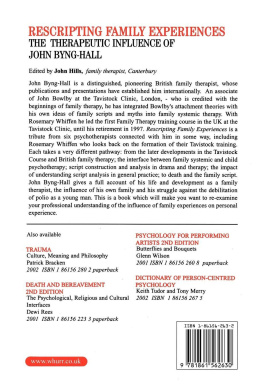 RESCRIPTING FAMILY EXPERIENCES
THE THERAPEUTIC INFLUENCE OF
JOHN BYNG-HALL
Edited by John Hills, family therapist, Canterbury
John Byng-Hall is a distinguished, pioneering British family therapist, whose
publications and presentations have established him internationally. An associate
of John Bowlby at the Tavistock Clinic, London, - who is credited with the
beginnings of family therapy, he has integrated Bowlby's attachment theories with
his own ideas of family scripts and myths into family systemic therapy. With
Rosemary Whiffen he led the first Family Therapy training course in the UK at the
Tavistock Clinic, until his retirement in 1997. Rescripting Family Experiences is a
tribute from six psychotherapists connected with him in some way, including
Rosemary Whiffen who looks back on the formation of their Tavistock training.
Each takes a very different pathway: from the later developments in the Tavistock
Course and British family therapy; the interface between family systemic and child
psychotherapy; script construction and analysis in drama and therapy; the impact
of understanding script analysis in general practice; to death and the family script.
John Byng-Hall gives a full account of his life and development as a family
therapist, the influence of his own family and his struggle against the debilitation
of polio as a young man. This is a book which will make you want to re-examine
your professional understanding of the influence of family experiences on personal
experience.
Also available
TRAUMA
Culture, Meaning and Philosophy
Patrick Bracken
2002 ISBN 1 86156 280 2 paperback
DEATH AND BEREAVEMENT
2ND EDITION
The Psychological, Religious and Cultural
Interfaces
Dewi Rees
2001 ISBN 1 86156 223 3 paperback
PSYCHOLOGY FOR PERFORMING
ARTISTS 2ND EDITION
Butterflies and Bouquets
Glenn Wilson
2001 ISBN 1 86156 260 8 paperback
DICTIONARY OF PERSON-CENTRED
PSYCHOLOGY
Keith Tudor and Tony Merry
2002 ISBN 1 86156 267 5
www.whurr.co.uk
ISBN 1-86156-263-2
9 781861 562630